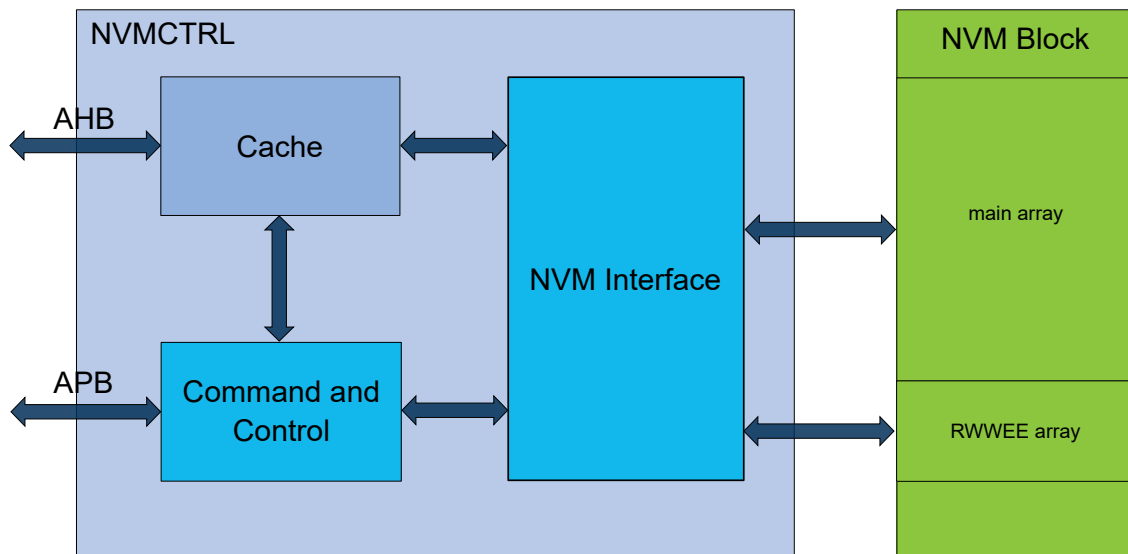 NVMCTRL
NVM Block
AHB
Cache
main array
NVM Interface
APB
Command and
Control
RWWEE array